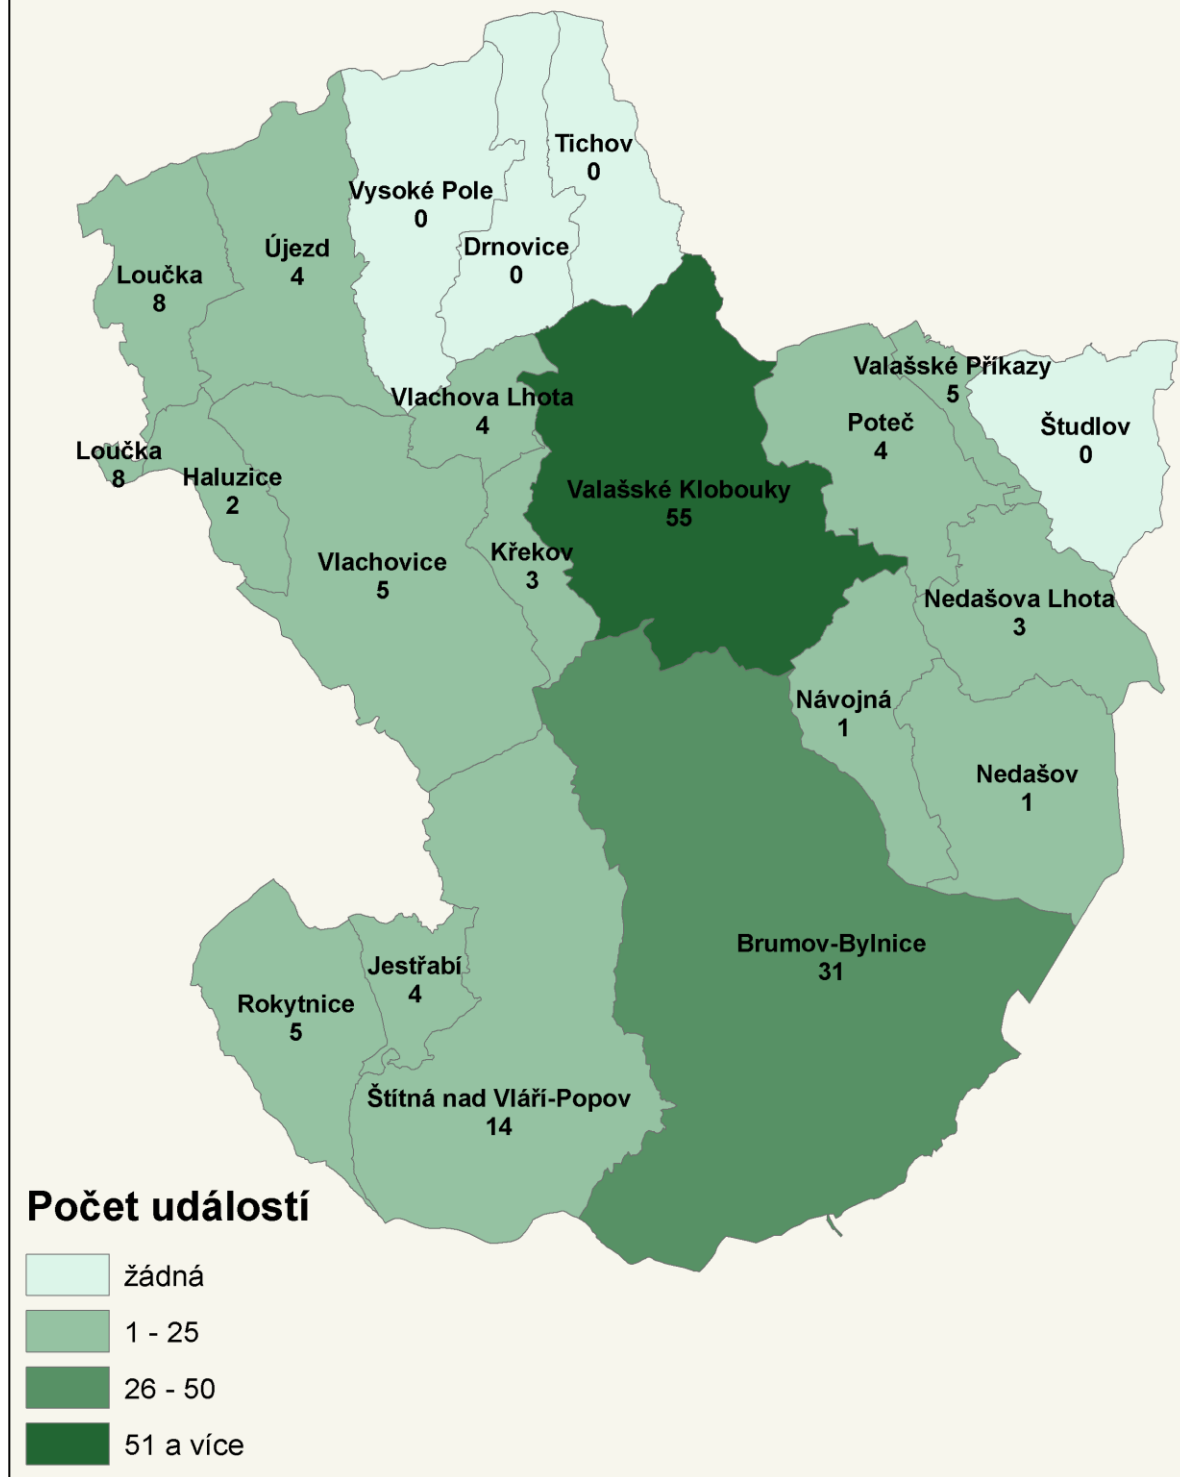 Tichov
0
Vysoké Pole
0
Drnovice
0
Újezd
4
Loučka
8
Valašské Příkazy
5
Vlachova Lhota
4
Poteč
4
Študlov
0
Loučka
8
Haluzice
2
Valašské Klobouky
55
Vlachovice
5
Křekov
3
Nedašova Lhota
3
Návojná
1
Nedašov
1
Brumov-Bylnice
31
Jestřabí
4
Rokytnice
5
Štítná nad Vláří-Popov
14
Počet událostí
žádná
1 - 25
26 - 50
51 a více